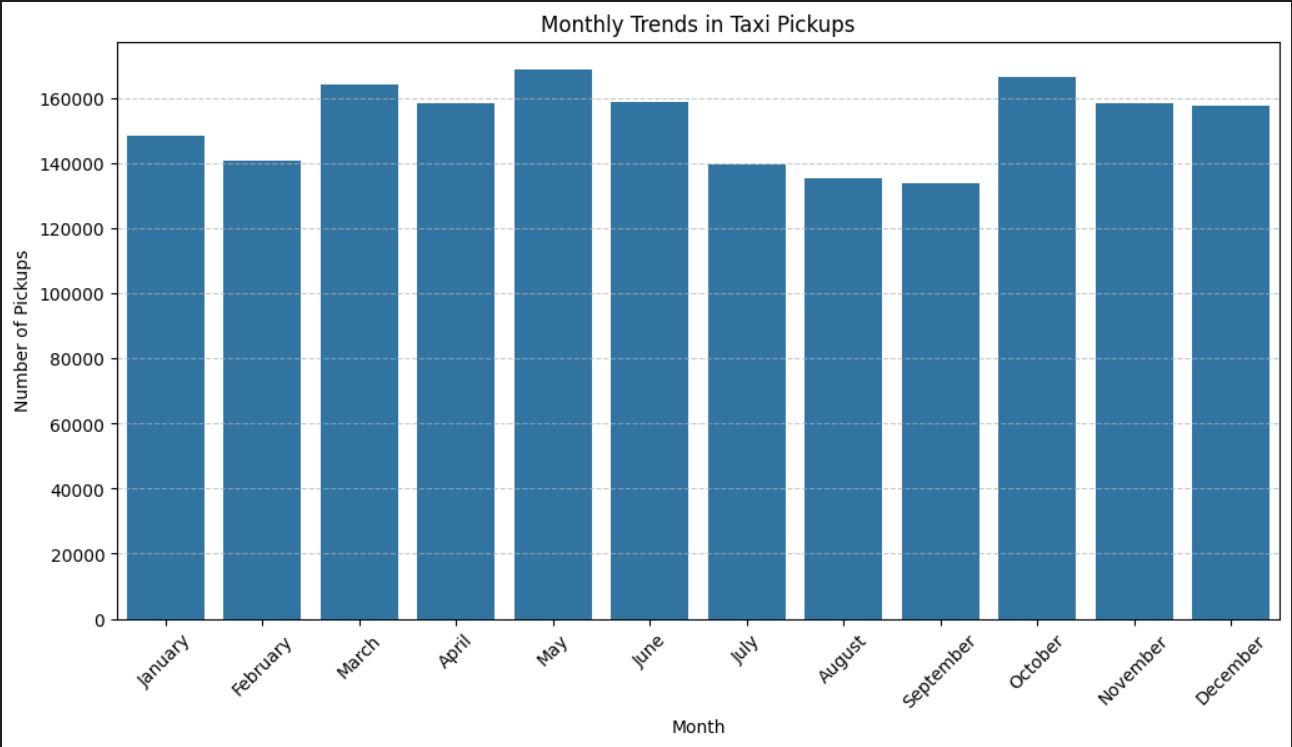 Monthly Trends in Taxi Pickups
Number of Pickups
160000
140000
120000
100000
80000
60000
40000
20000
0
January
February
March
April
May
June
July
August
September
October
November
December
Month